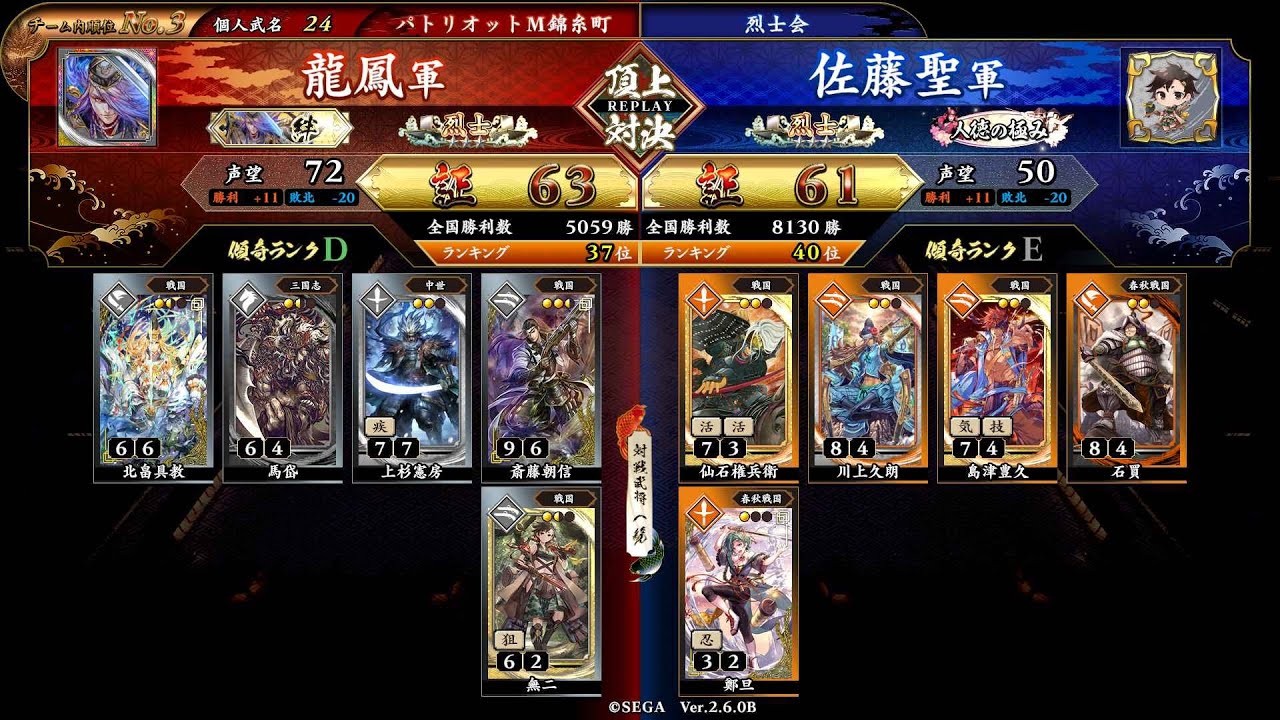 チーム内順位 No.3
個人武名 24
パトリオットM錦糸町
烈士会
龍鳳軍
頂上
REPLAY
対決
佐藤聖軍
絆
烈士
烈士
人徳の極み
声望 72
勝利 +11 敗北 -20
証 63
証 61
声望 50
勝利 +11 敗北 -20
全国勝利数 5059勝
全国勝利数 8130勝
傾奇ランクD
ランキング 37位
ランキング 40位
傾奇ランクE
戦国
6 6
北畠具教
三国志
6 4
馬岱
中世
疾
7 7
上杉憲房
戦国
9 6
斎藤朝信
戦国
活 活
7 3
仙石権兵衛
戦国
8 4
川上久朗
戦国
気 技
7 4
島津豊久
春秋戦国
8 4
石買
対戦武将一覧
戦国
狙
6 2
無二
春秋戦国
忍
3 2
鄭旦
©SEGA Ver.2.6.0B